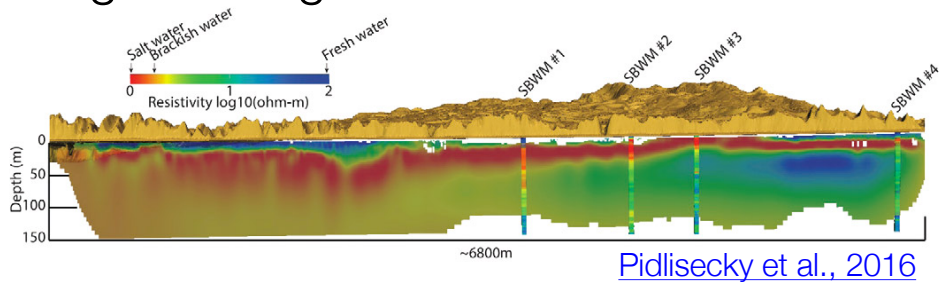 Salt water
Brackish water
Fresh water
0
1
2
Resistivity log10(ohm-m)
SBWM #1
SBWM #2
SBWM #3
SBWM #4
0
50
100
150
Depth (m)
~6800m
Pidlisecky et al., 2016